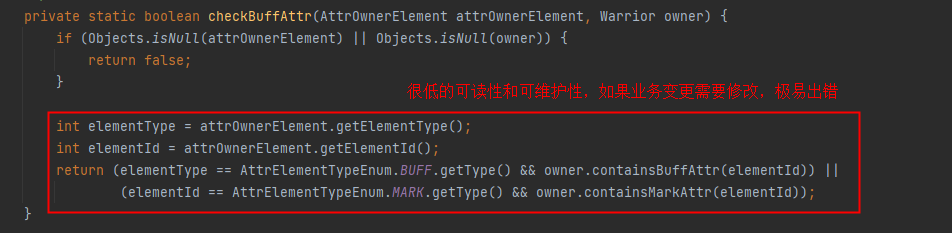 private static boolean checkBuffAttr(AttrOwnerElement attrOwnerElement, Warrior owner) {
if (Objects.isNull(attrOwnerElement) || Objects.isNull(owner)) {
return false;
}
很低的可读性和可维护性，如果业务变更需要修改，极易出错
int elementType = attrOwnerElement.getElementType();
int elementId = attrOwnerElement.getElementId();
return (elementType == AttrElementTypeEnum.BUFF.getType() && owner.containsBuffAttr(elementId)) ||
(elementId == AttrElementTypeEnum.MARK.getType() && owner.containsMarkAttr(elementId));
}